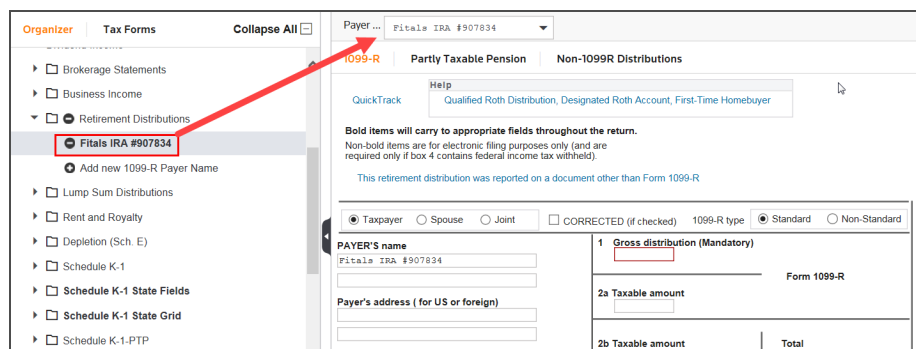 Organizer
Tax Forms
Collapse All
Brokerage Statements
Business Income
Retirement Distributions
Fitals IRA #907834
Add new 1099-R Payer Name
Lump Sum Distributions
Rent and Royalty
Depletion (Sch. E)
Schedule K-1
Schedule K-1 State Fields
Schedule K-1 State Grid
Schedule K-1-PTP
Payer ...
Fitals IRA #907834
1099-R
Partly Taxable Pension
Non-1099R Distributions
QuickTrack
Help
Qualified Roth Distribution, Designated Roth Account, First-Time Homebuyer
Bold items will carry to appropriate fields throughout the return.
Non-bold items are for electronic filing purposes only (and are
required only if box 4 contains federal income tax withheld).
This retirement distribution was reported on a document other than Form 1099-R
Taxpayer
Spouse
Joint
CORRECTED (if checked)
1099-R type
Standard
Non-Standard
PAYER'S name
Fitals IRA #907834
Payer's address ( for US or foreign)
1 Gross distribution (Mandatory)
Form 1099-R
2a Taxable amount
2b Taxable amount
Total